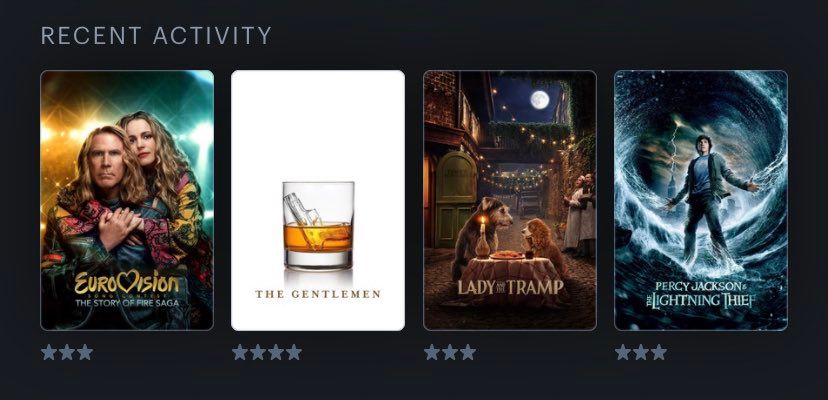 RECENT ACTIVITY
EUROVISION
SONG CONTEST
THE STORY OF FIRE SAGA
THE GENTLEMEN
LADY AND THE TRAMP
PERCY JACKSON &
THE LIGHTNING THIEF